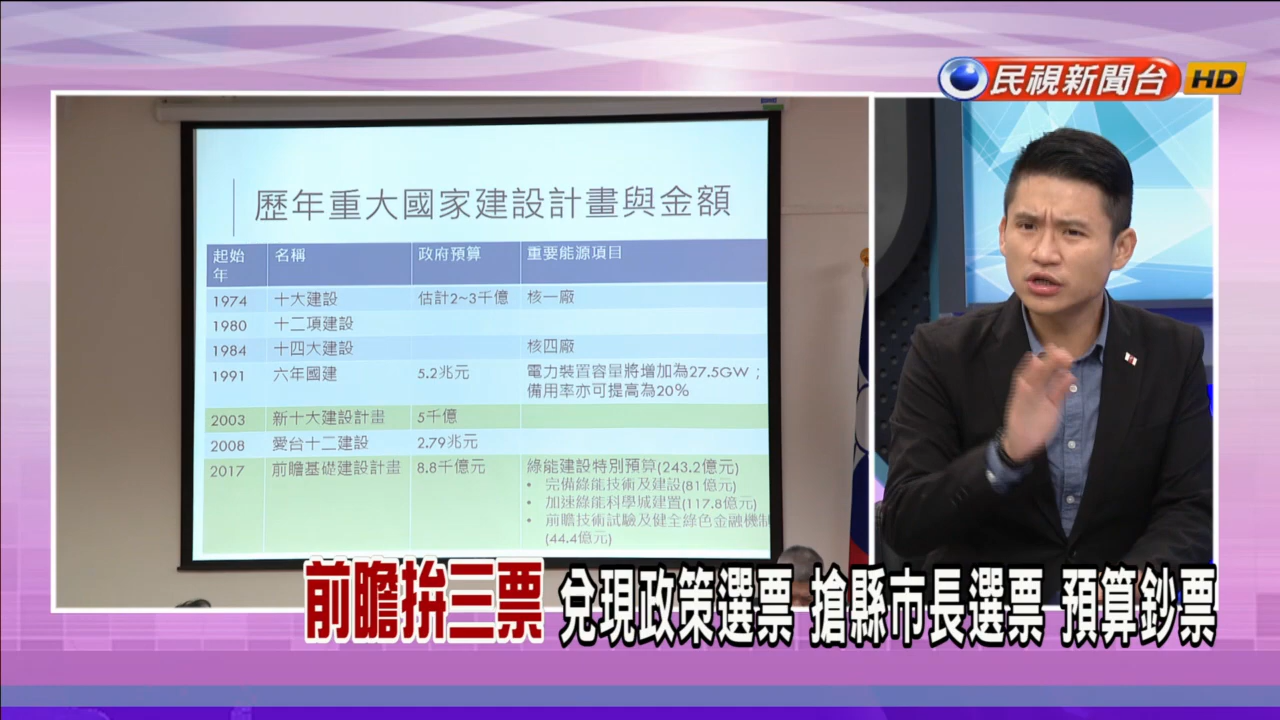 民視新聞台 HD
歷年重大國家建設計畫與金額
起始年 名稱 政府預算 重要能源項目
1974 十大建設 估計2~3千億 核一廠
1980 十二項建設
1984 十四大建設 核四廠
1991 六年國建 5.2兆元 電力裝置容量將增加為27.5GW；
備用率亦可提高為20%
2003 新十大建設計畫 5千億
2008 愛台十二建設 2.79兆元
2017 前瞻基礎建設計畫 8.8千億元 綠能建設特別預算(243.2億元)
• 完備綠能技術及建設(81億元)
• 加速綠能科學城建置(117.8億元)
• 前瞻技術試驗及健全綠色金融機制
(44.4億元)
前瞻拚三票 兌現政策選票 搶縣市長選票 預算鈔票